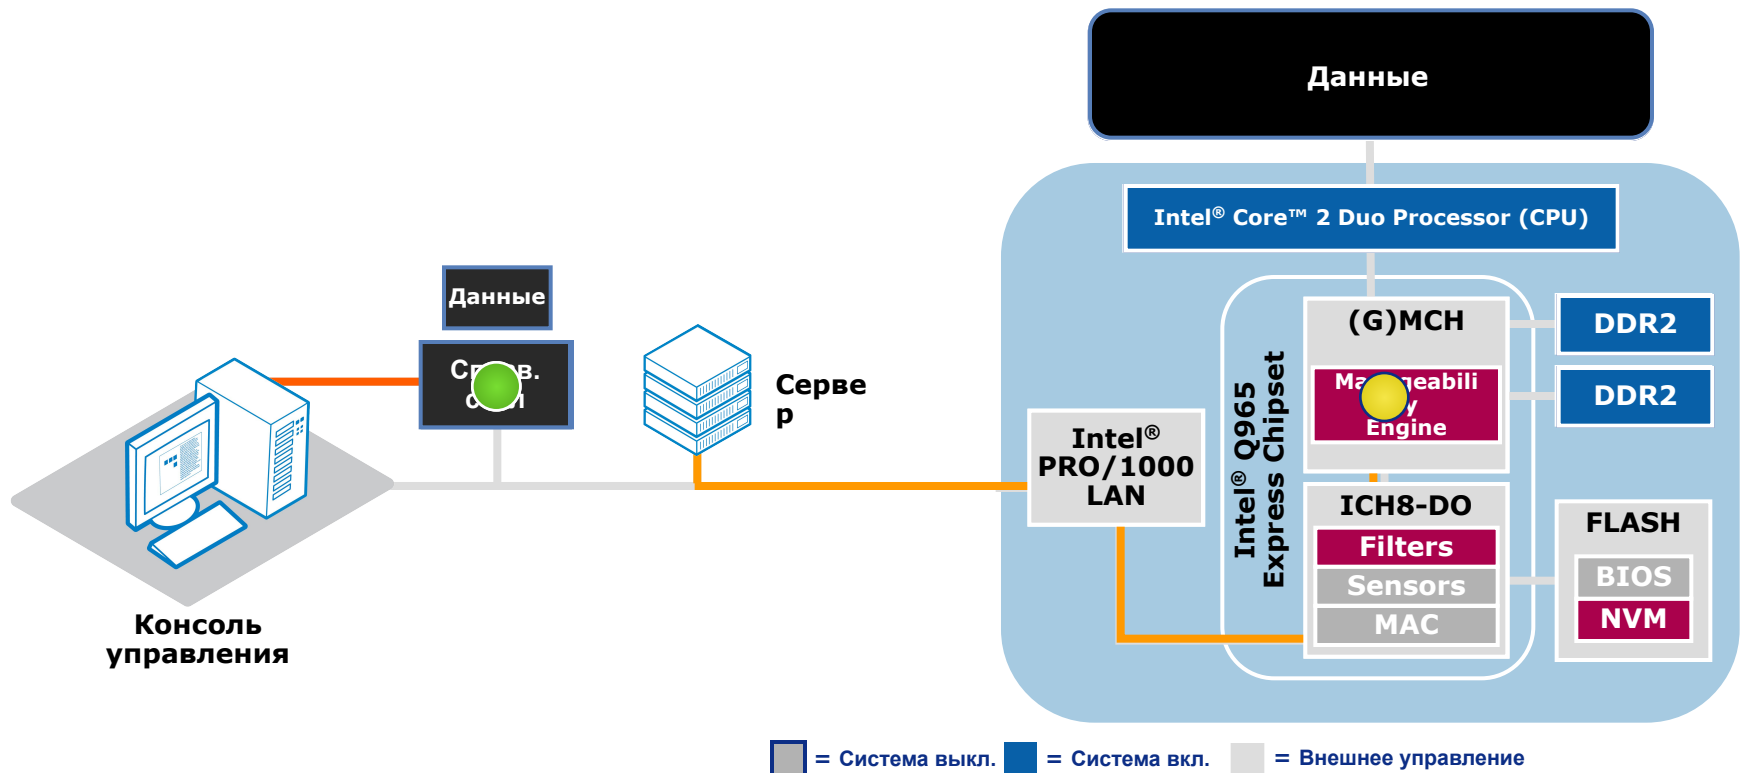 Данные
Intel® Core™ 2 Duo Processor (CPU)
Данные
(G)MCH
DDR2
DDR2
Engine
Серве
р
Intel®
PRO/1000
LAN
Intel® Q965
Express Chipset
ICH8-DO
Filters
Sensors
MAC
FLASH
BIOS
NVM
Консоль
управления
= Система выкл.
= Система вкл.
= Внешнее управление